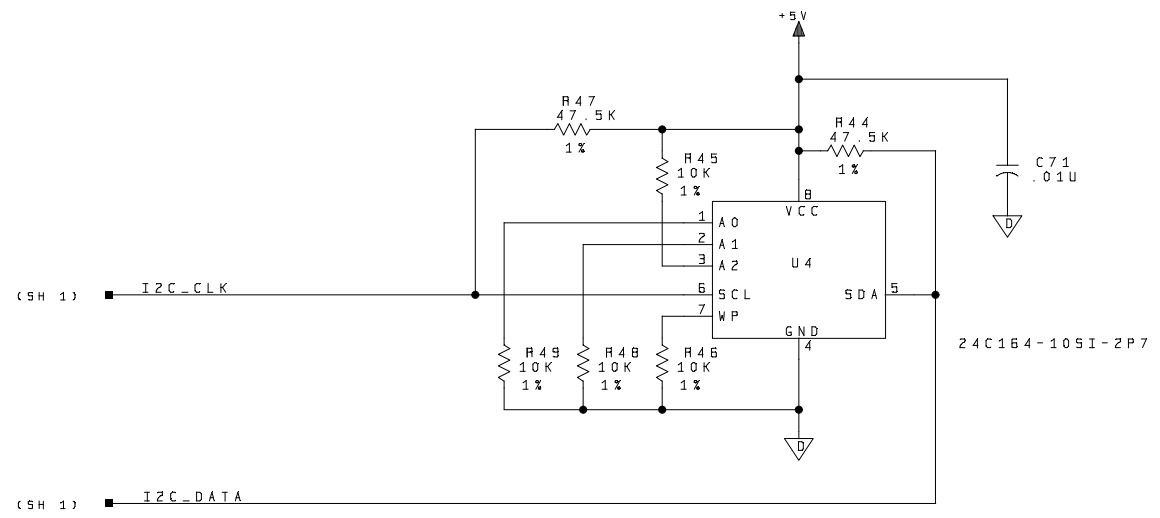 +5V
R47
47.5K
1%
R44
47.5K
1%
R45
10K
1%
C71
.01U
D
8
VCC
1 A0
2 A1
3 A2
U4
6 SCL
7 WP
SDA 5
GND
4
(SH 1) I2C_CLK
24C164-10SI-2P7
R49
10K
1%
R48
10K
1%
R46
10K
1%
D
(SH 1) I2C_DATA